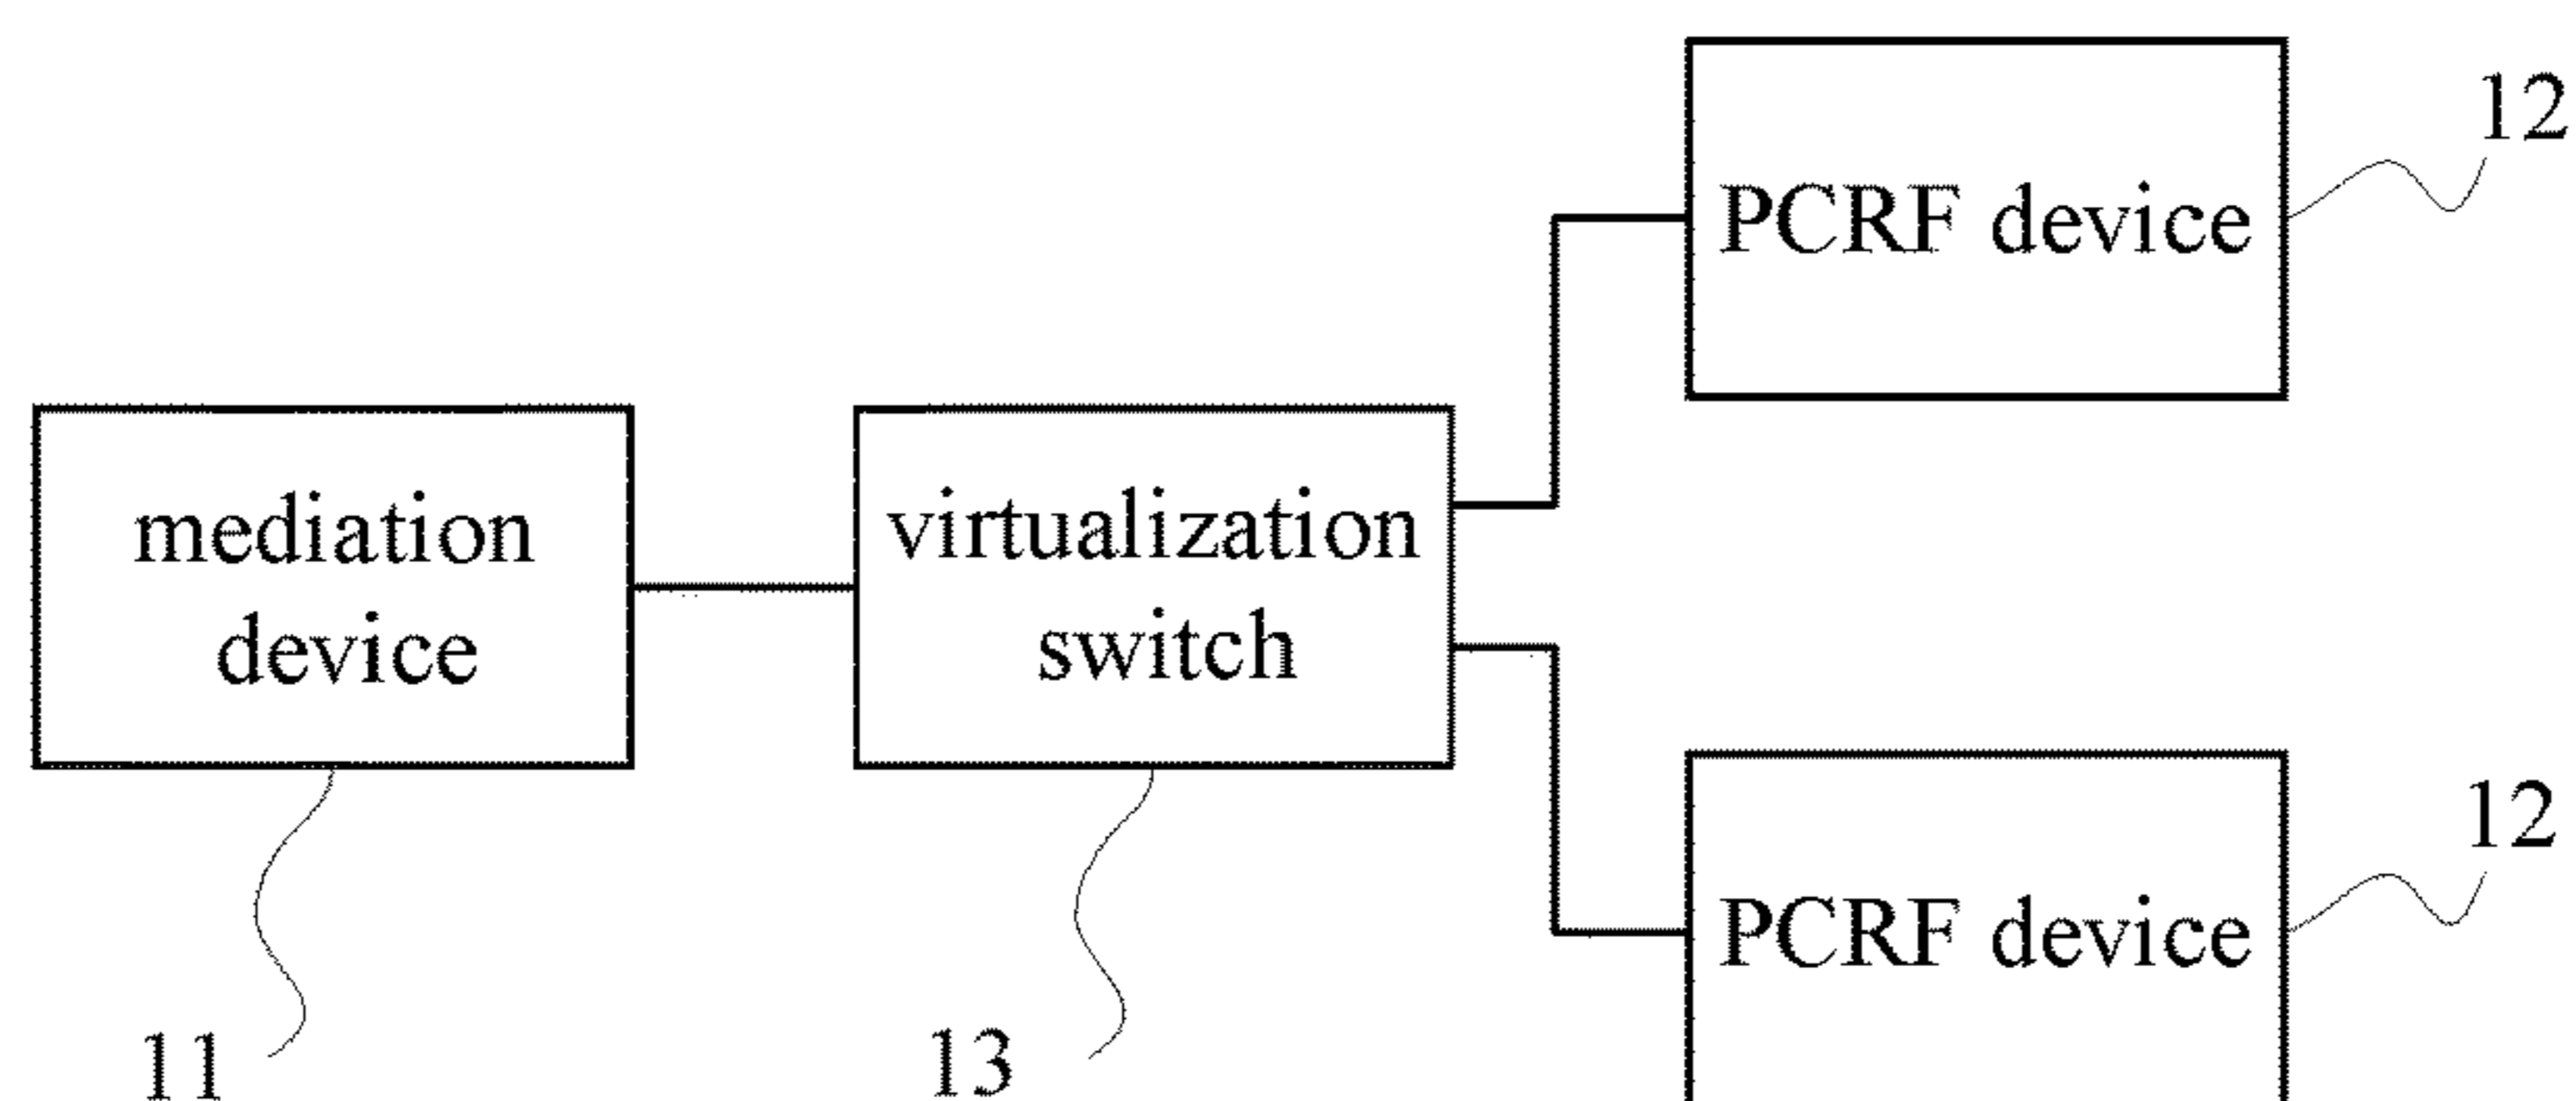 12
PCRF device
mediation
device
virtualization
switch
12
PCRF device
11
13